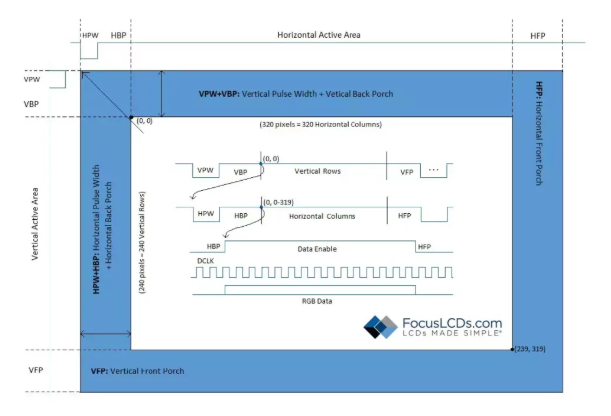 HPW HBP Horizontal Active Area HFP
VPW
VBP
VPW+VBP: Vertical Pulse Width + Vetical Back Porch
HFP: Horizontal Front Porch
(0, 0)
(320 pixels = 320 Horizontal Columns)
Vertical Active Area
HPW+HBP: Horizontal Pulse Width
+ Horizontal Back Porch
(240 pixels = 240 Vertical Rows)
(0, 0)
VPW VBP Vertical Rows VFP ...
(0, 0-319)
HPW HBP Horizontal Columns HFP
HBP Data Enable HFP
DCLK
RGB Data
FocusLCDs.com
LCDs MADE SIMPLE®
(239, 319)
VFP
VFP: Vertical Front Porch